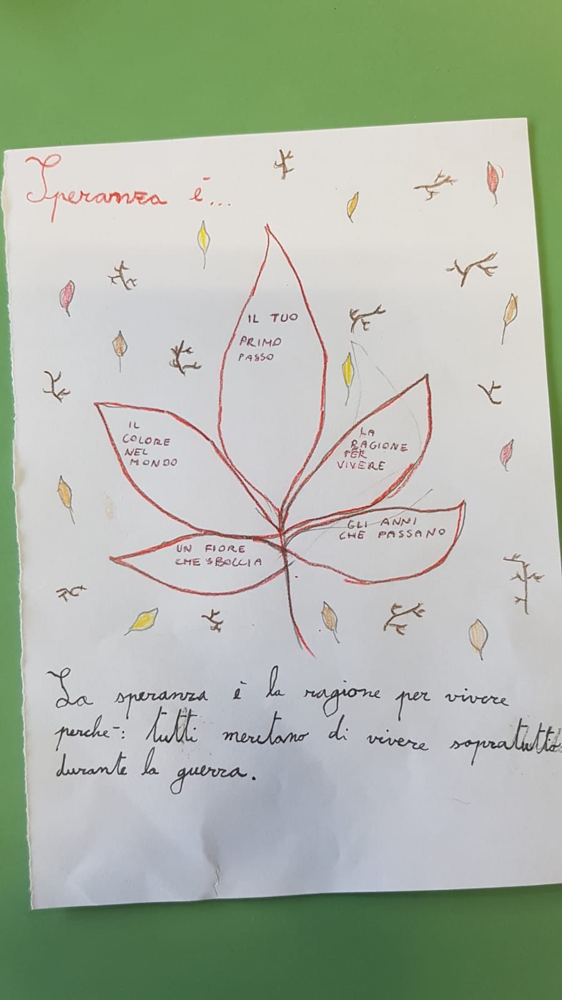 Speranza è...
IL TUO
PRIMO
PASSO
IL
COLORE
NEL
MONDO
LA
RAGIONE
PER
VIVERE
GLI ANNI
CHE PASSANO
UN FIORE
CHE SBOCCIA
La speranza è la ragione per vivere
perché: tutti meritano di vivere sopratutto
durante la guerra.